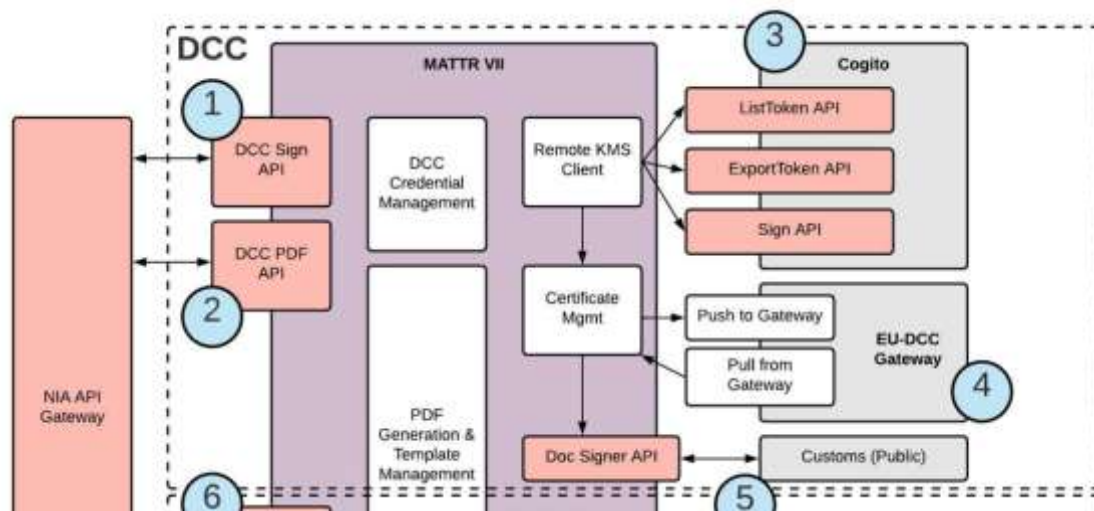 DCC
MATTR VII
3
Cogito
1
DCC Sign
API
DCC
Credential
Management
Remote KMS
Client
ListToken API
ExportToken API
Sign API
DCC PDF
API
2
Certificate
Mgmt
Push to Gateway
Pull from
Gateway
EU-DCC
Gateway
4
NIA API
Gateway
PDF
Generation &
Template
Management
Doc Signer API
Customs (Public)
6
5